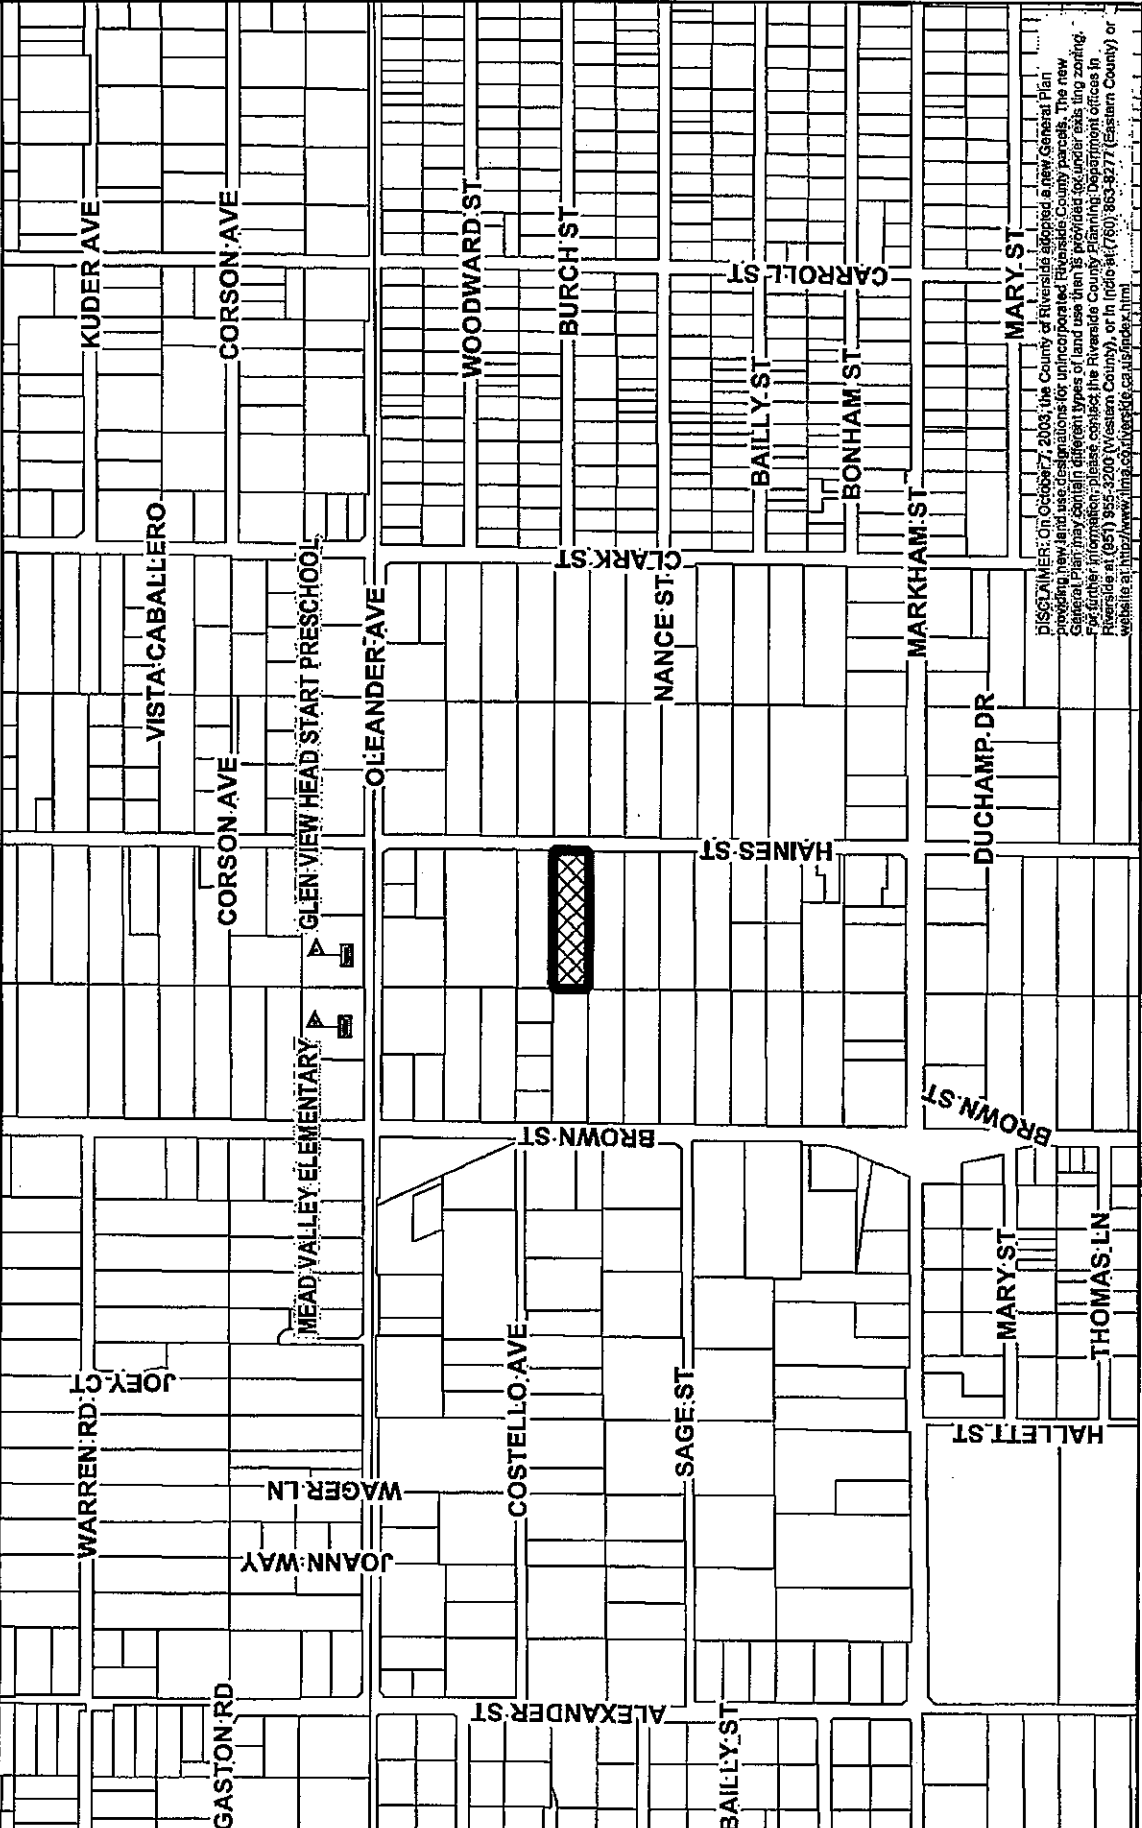 KUDER AVE
CORSON AVE
WOODWARD ST
BURCH ST
CARROLL ST
MARY ST
BAILLY ST
BONHAM ST
VISTA CABALLERO
GLEN VIEW HEAD START PRESCHOOL
OLEANDER AVE
CLARK ST
NANCE ST
MARKHAM ST
CORSON AVE
HAINES ST
DUCHAMP DR
MEAD VALLEY ELEMENTARY
BROWN ST
BROWN ST
JOEY CT
WARREN RD
WAGER LN
JOANN WAY
COSTELLO AVE
SAGE ST
MARY ST
THOMAS LN
HALLETT ST
GASTON RD
ALEXANDER ST
BAILLY ST
DISCLAIMER: On October 7, 2003, the County of Riverside adopted a new General Plan
providing new land use designations for unincorporated Riverside County parcels. The new
General Plan may contain different types of land use than is provided for under existing zoning.
For further information, please contact the Riverside County Planning Department offices in
Riverside at (951) 955-3200 (Western County), or in Indio at (760) 863-8277 (Eastern County) or
website at http://www.tlma.co.riverside.ca.us/index.html